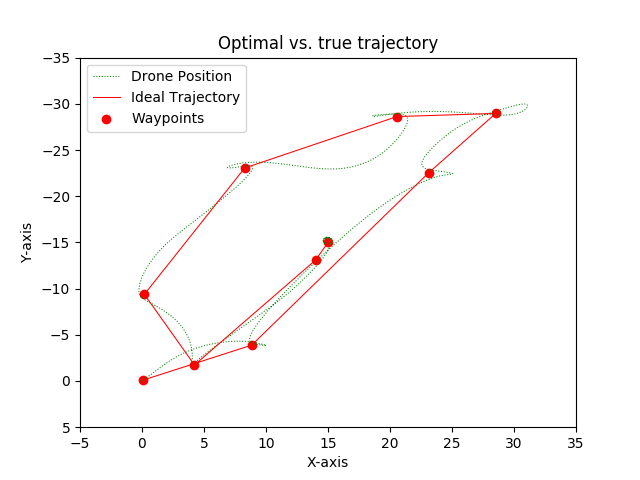 Optimal vs. true trajectory
Drone Position
Ideal Trajectory
Waypoints
Y-axis
−35
−30
−25
−20
−15
−10
−5
0
5
−5 0 5 10 15 20 25 30 35
X-axis